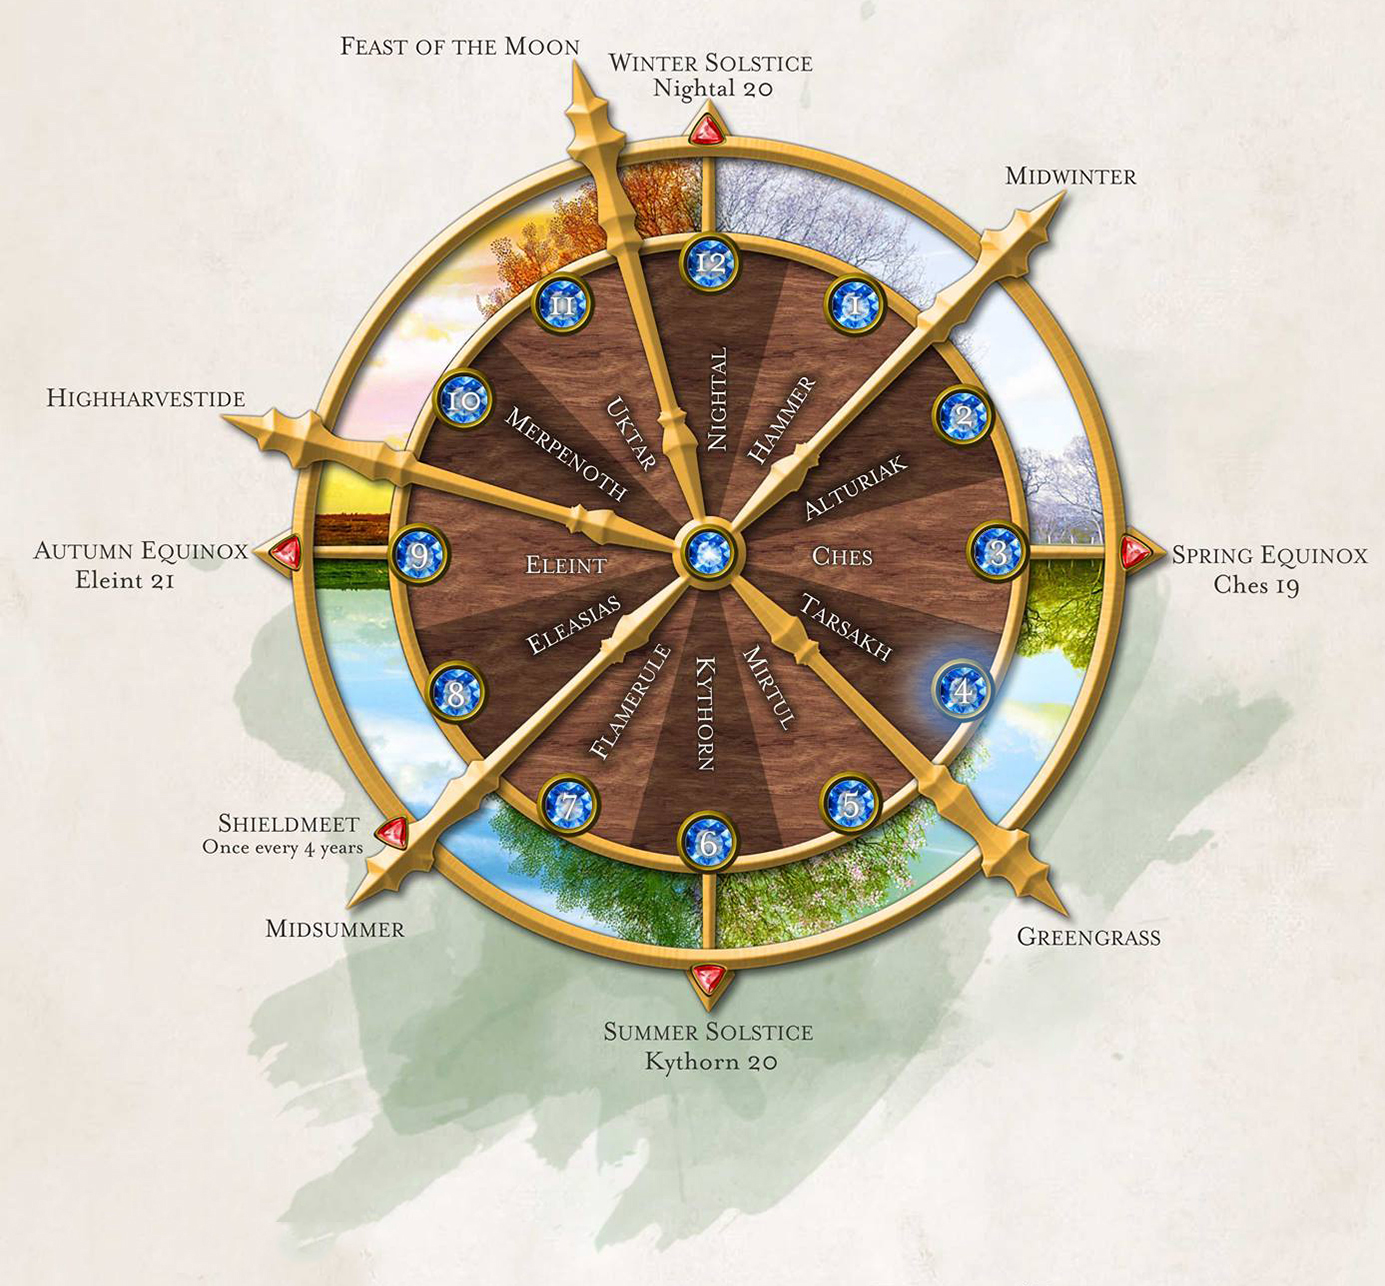 FEAST OF THE MOON
WINTER SOLSTICE
Nightal 20
MIDWINTER
HIGHHARVESTIDE
AUTUMN EQUINOX
Eleint 21
SPRING EQUINOX
Ches 19
SHIELDMEET
Once every 4 years
MIDSUMMER
GREENGRASS
SUMMER SOLSTICE
Kythorn 20
12
1
2
3
4
5
6
7
8
9
10
11
NIGHTAL
HAMMER
ALTURIAK
CHES
TARSAKH
MIRTUL
KYTHORN
FLAMERULE
ELEASIAS
ELEINT
MERPENOTH
UKTAR